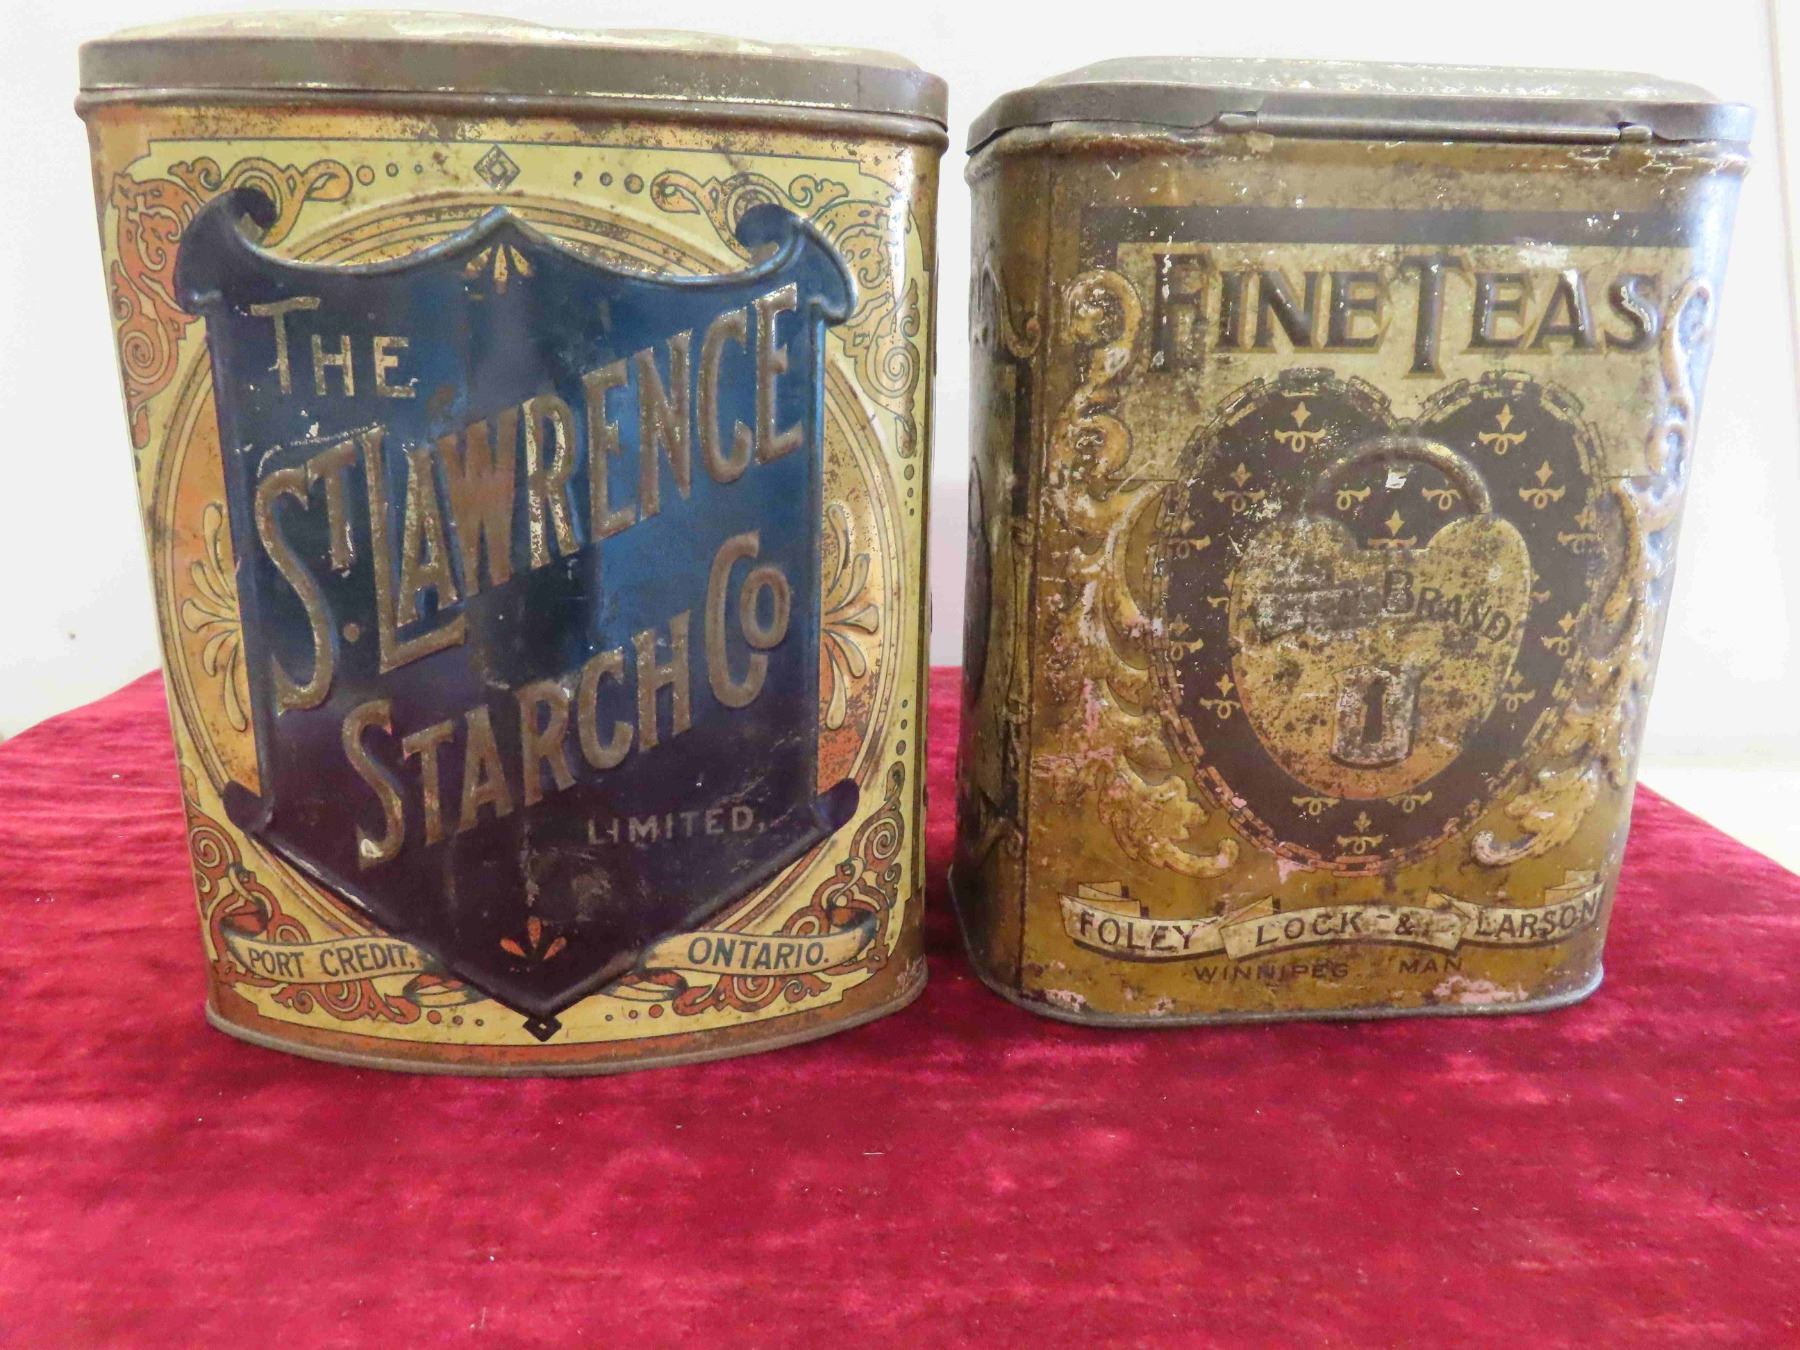 THE
ST. LAWRENCE
STARCH CO
LIMITED,
PORT CREDIT, ONTARIO.
FINE TEAS
BRAND
FOLEY LOCK & LARSON
WINNIPEG MAN